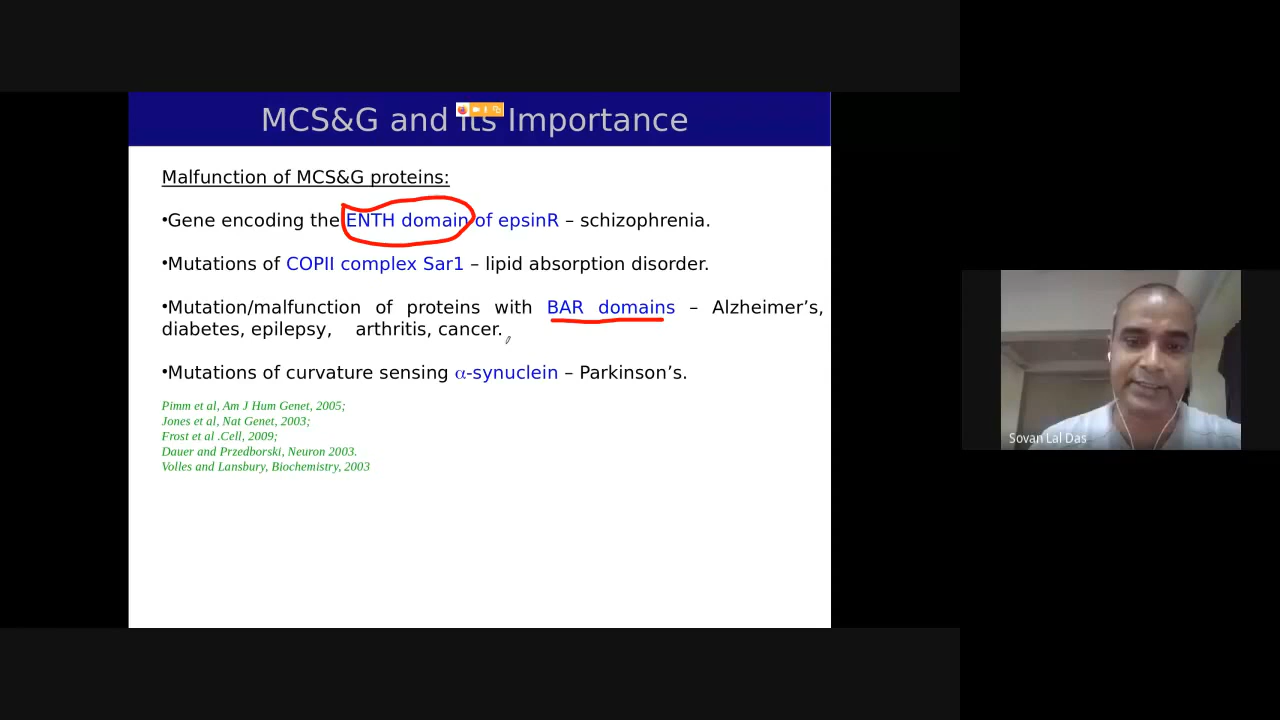 MCS&G and its Importance
Malfunction of MCS&G proteins:
•Gene encoding the ENTH domain of epsinR – schizophrenia.
•Mutations of COPII complex Sar1 – lipid absorption disorder.
•Mutation/malfunction of proteins with BAR domains – Alzheimer’s,
diabetes, epilepsy, arthritis, cancer.
•Mutations of curvature sensing α-synuclein – Parkinson’s.
Pimm et al, Am J Hum Genet, 2005;
Jones et al, Nat Genet, 2003;
Frost et al .Cell, 2009;
Dauer and Przedborski, Neuron 2003.
Volles and Lansbury, Biochemistry, 2003
Sovan Lal Das